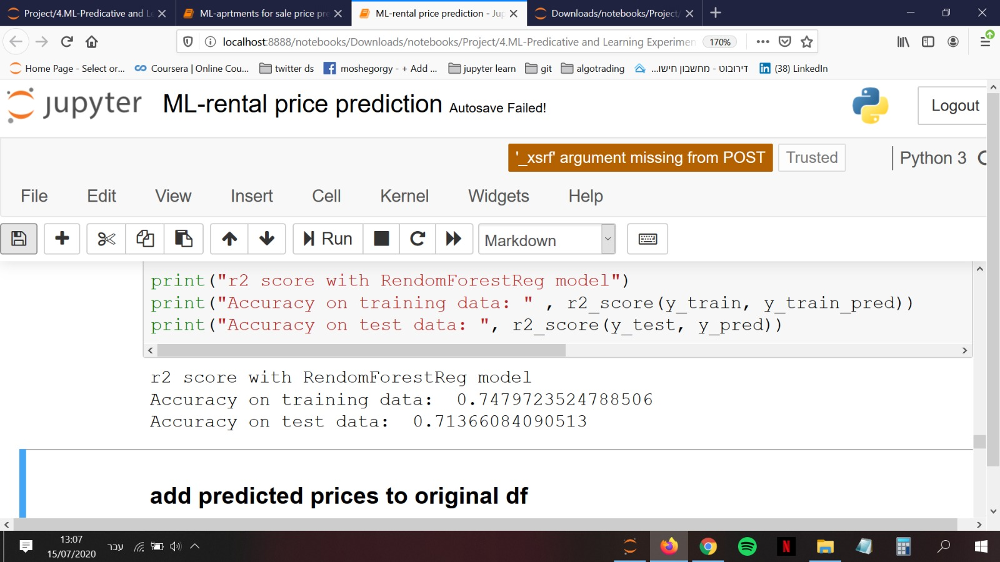 Project/4.ML-Predicative and Le
ML-aprtments for sale price pre
ML-rental price prediction - Jup
Downloads/notebooks/Project/
localhost:8888/notebooks/Downloads/notebooks/Project/4.ML-Predicative and Learning Experimen
170%
Home Page - Select or...
Coursera | Online Cou...
twitter ds
moshegorgy - + Add ...
jupyter learn
git
algotrading
דירובוט - מחשבון חישו...
(38) LinkedIn
jupyter ML-rental price prediction Autosave Failed!
Logout
'_xsrf' argument missing from POST
Trusted
Python 3
File Edit View Insert Cell Kernel Widgets Help
Run
Markdown
print("r2 score with RendomForestReg model")
print("Accuracy on training data: " , r2_score(y_train, y_train_pred))
print("Accuracy on test data: ", r2_score(y_test, y_pred))
r2 score with RendomForestReg model
Accuracy on training data:  0.7479723524788506
Accuracy on test data:  0.71366084090513
add predicted prices to original df
13:07
15/07/2020
עבר
N